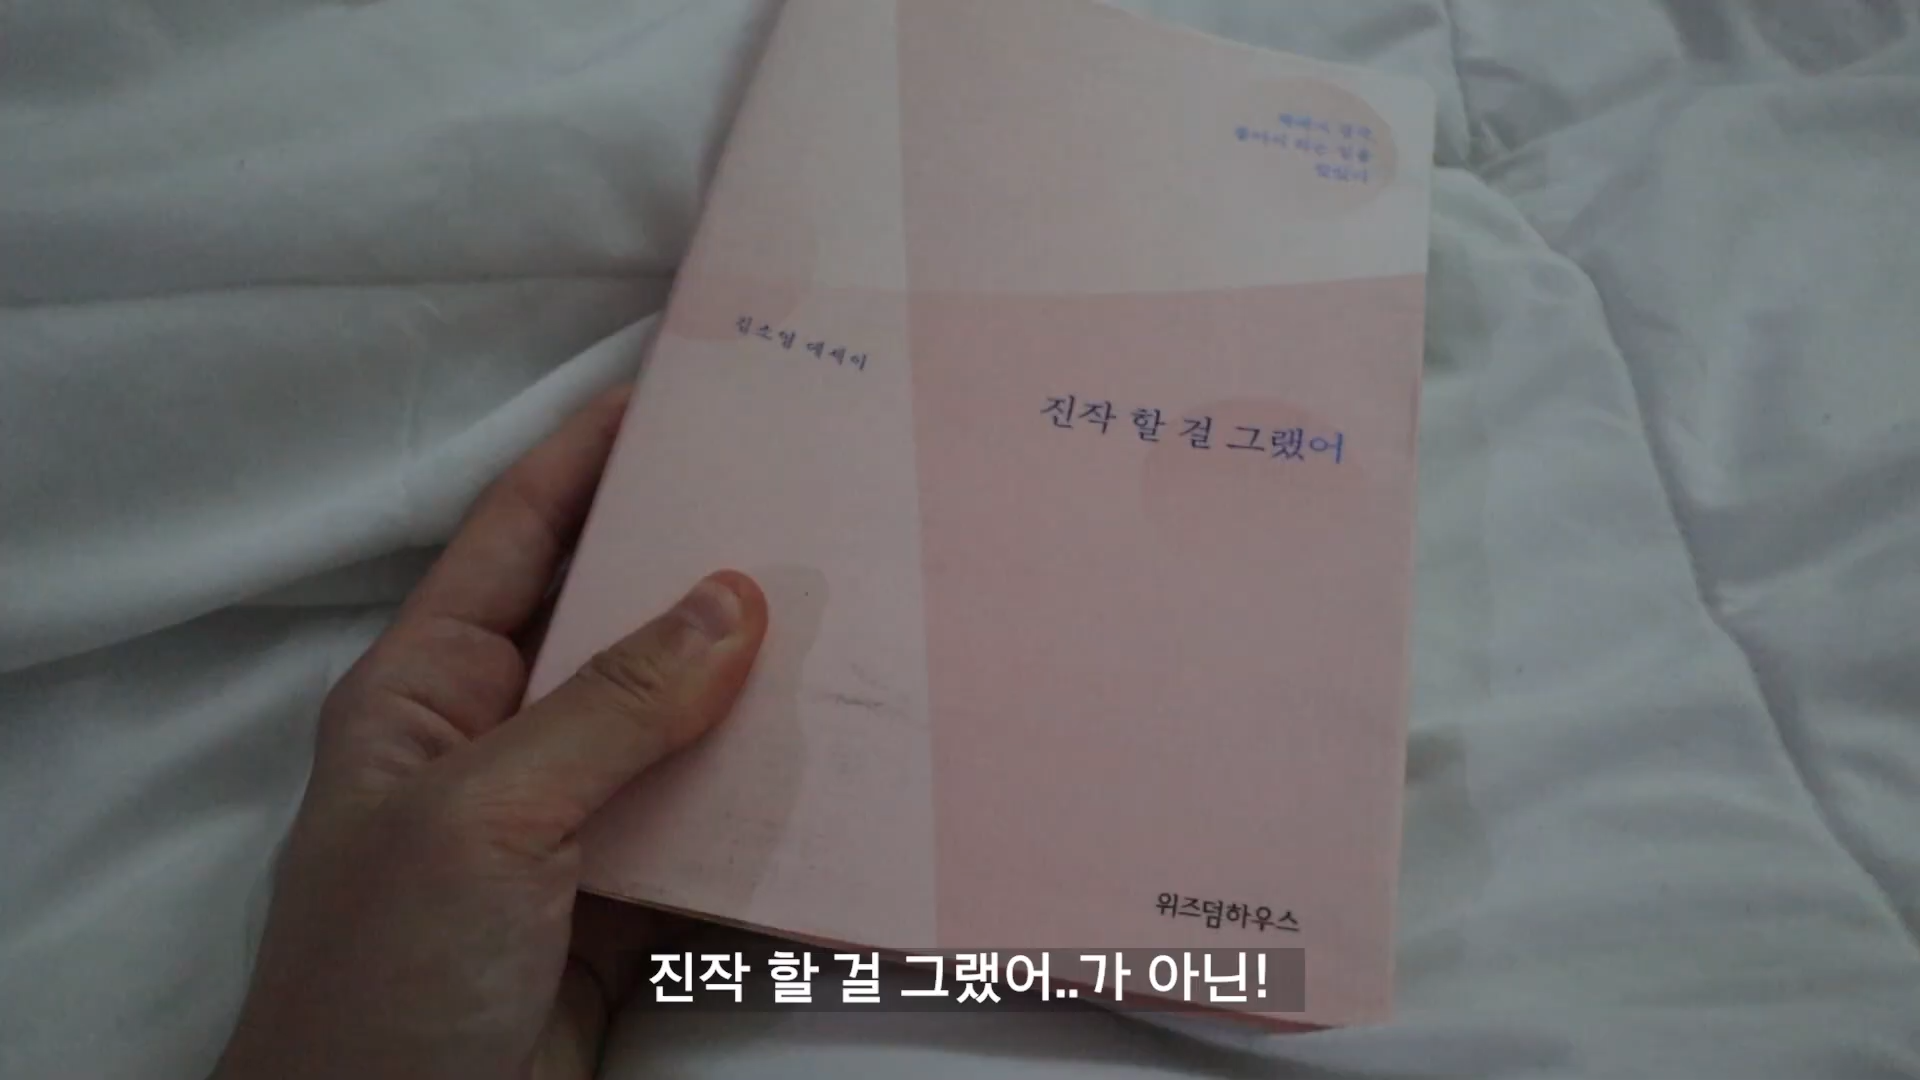 김소영 에세이
진작 할 걸 그랬어
위즈덤하우스
진작 할 걸 그랬어..가 아닌!